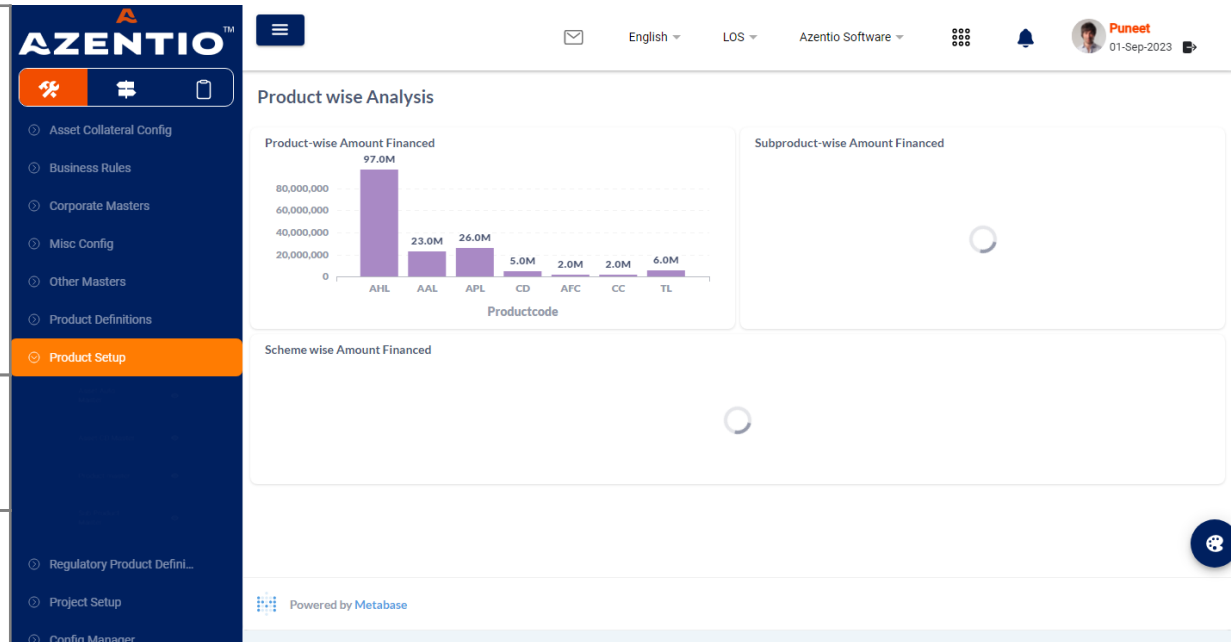 AZENTIO™
English
LOS
Azentio Software
Puneet
01-Sep-2023
Asset Collateral Config
Business Rules
Corporate Masters
Misc Config
Other Masters
Product Definitions
Product Setup
Regulatory Product Defini...
Project Setup
Config Manager
Product wise Analysis
Product-wise Amount Financed
97.0M
80,000,000
60,000,000
40,000,000
20,000,000
0
23.0M
26.0M
5.0M
2.0M
2.0M
6.0M
AHL AAL APL CD AFC CC TL
Productcode
Subproduct-wise Amount Financed
Scheme wise Amount Financed
Powered by Metabase